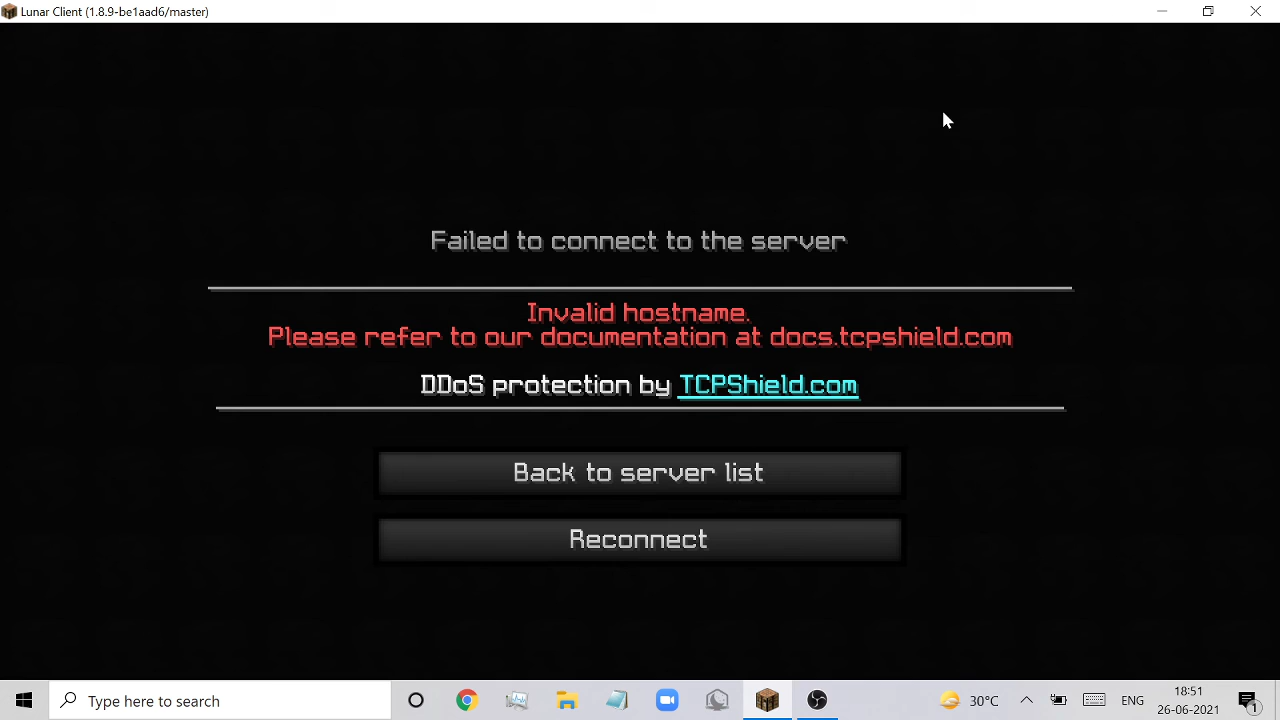 Lunar Client (1.8.9-be1aad6/master)
Failed to connect to the server
Invalid hostname.
Please refer to our documentation at docs.tcpshield.com
DDoS protection by TCPShield.com
Back to server list
Reconnect
Type here to search
30°C
ENG
18:51
26-06-2021
1